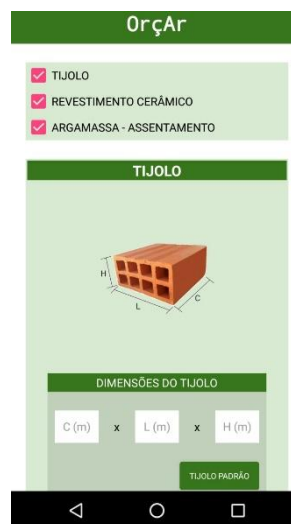 OrçAr
TIJOLO
REVESTIMENTO CERÂMICO
ARGAMASSA - ASSENTAMENTO
TIJOLO
H
L
C
DIMENSÕES DO TIJOLO
C (m) x L (m) x H (m)
TIJOLO PADRÃO